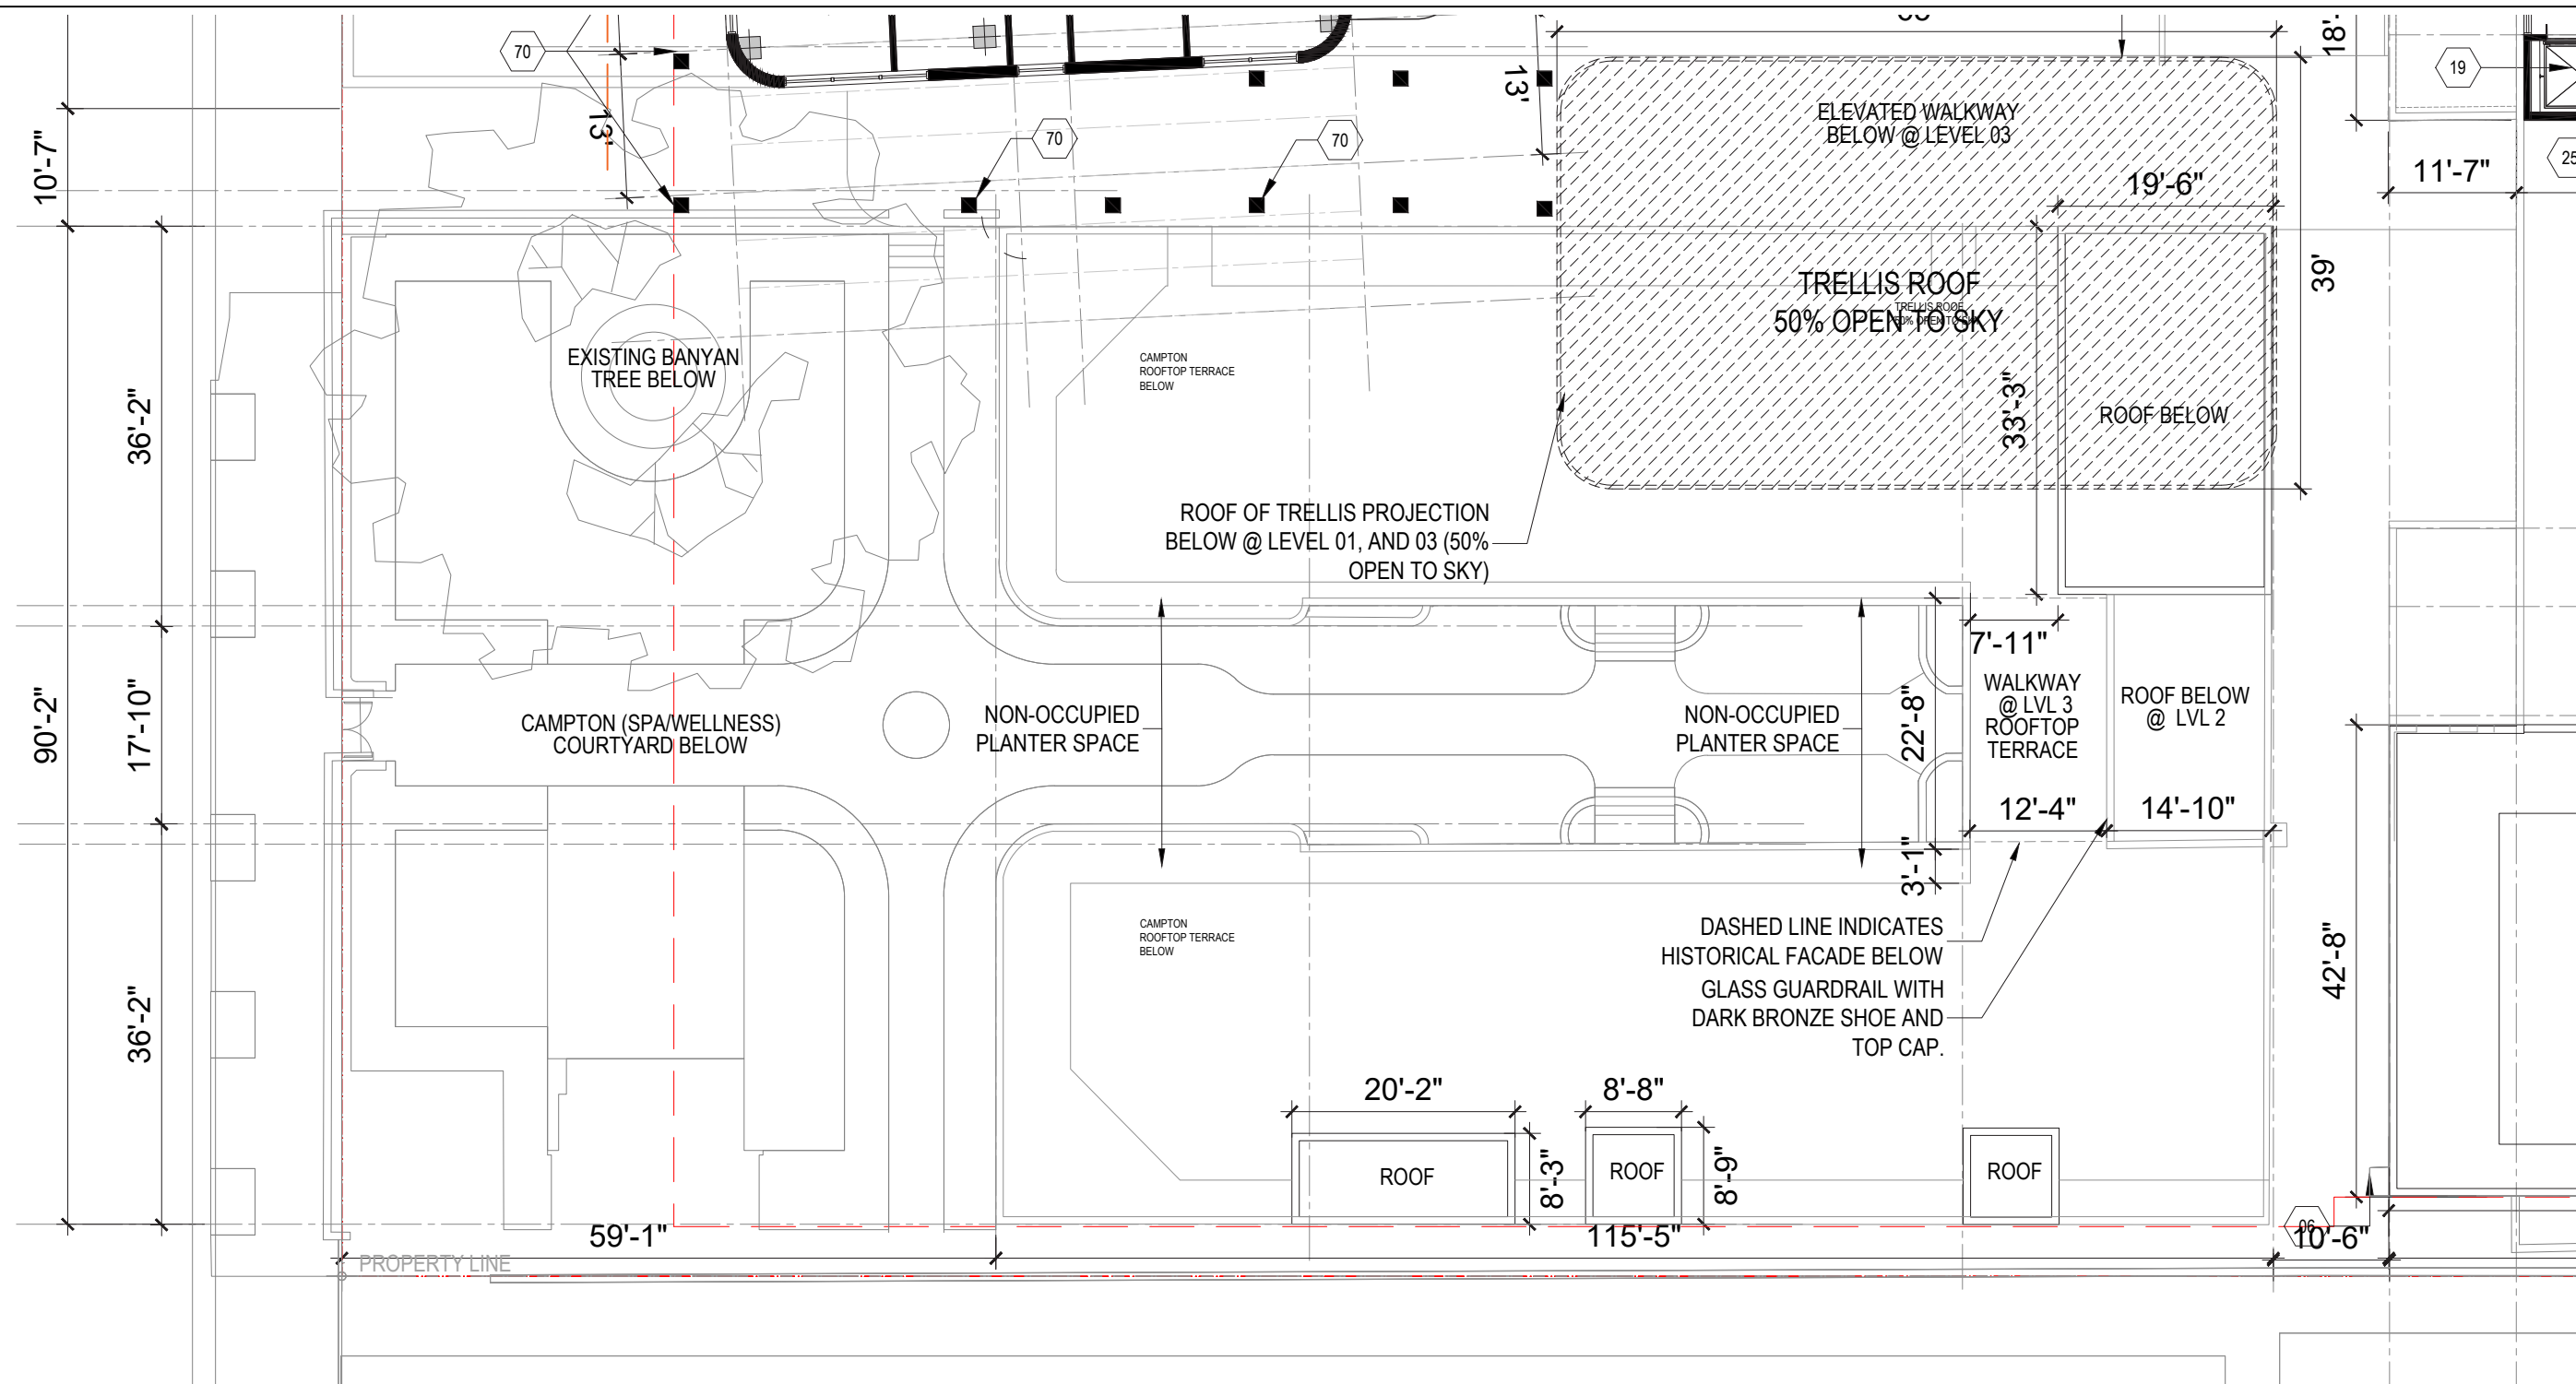 70
13'
10'-7"
70
70
13'
ELEVATED WALKWAY
BELOW @ LEVEL 03
19'-6"
19
11'-7"
36'-2"
EXISTING BANYAN
TREE BELOW
CAMPTON
ROOFTOP TERRACE
BELOW
TRELLIS ROOF
50% OPEN TO SKY
TRELLIS ROOF
50% OPEN TO SKY
39'
33'-3"
ROOF BELOW
ROOF OF TRELLIS PROJECTION
BELOW @ LEVEL 01, AND 03 (50%
OPEN TO SKY)
90'-2"
17'-10"
CAMPTON (SPA/WELLNESS)
COURTYARD BELOW
NON-OCCUPIED
PLANTER SPACE
NON-OCCUPIED
PLANTER SPACE
22'-8"
7'-11"
WALKWAY
@ LVL 3
ROOFTOP
TERRACE
ROOF BELOW
@ LVL 2
12'-4"
14'-10"
3'-1"
36'-2"
CAMPTON
ROOFTOP TERRACE
BELOW
DASHED LINE INDICATES
HISTORICAL FACADE BELOW
GLASS GUARDRAIL WITH
DARK BRONZE SHOE AND
TOP CAP.
42'-8"
20'-2"
8'-8"
ROOF
8'-3"
ROOF
8'-9"
ROOF
59'-1"
115'-5"
10'-6"
PROPERTY LINE